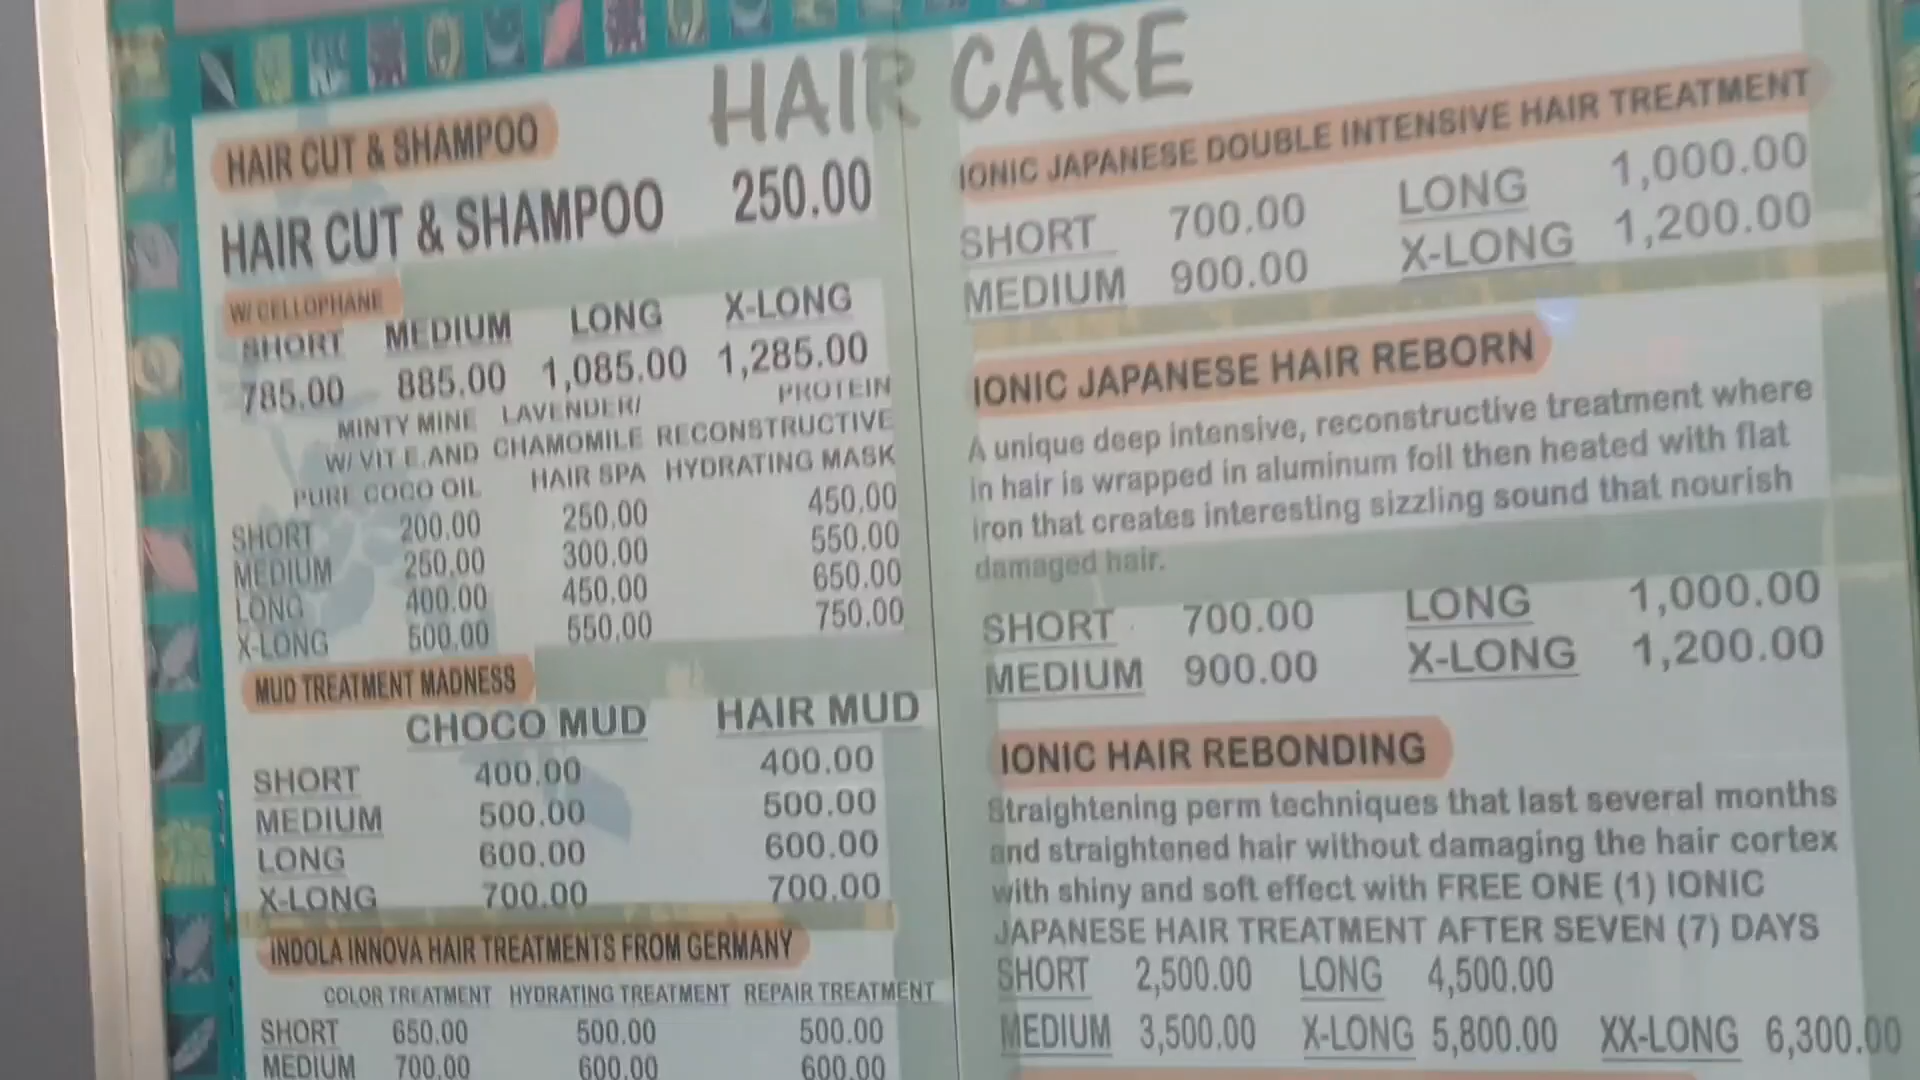 HAIR CARE
HAIR CUT & SHAMPOO
HAIR CUT & SHAMPOO 250.00
W/ CELLOPHANE
SHORT MEDIUM LONG X-LONG
785.00 885.00 1,085.00 1,285.00
MINTY MINE LAVENDER/ PROTEIN
W/ VIT E AND CHAMOMILE RECONSTRUCTIVE
PURE COCO OIL HAIR SPA HYDRATING MASK
SHORT 200.00 250.00 450.00
MEDIUM 250.00 300.00 550.00
LONG 400.00 450.00 650.00
X-LONG 500.00 550.00 750.00
MUD TREATMENT MADNESS
CHOCO MUD HAIR MUD
SHORT 400.00 400.00
MEDIUM 500.00 500.00
LONG 600.00 600.00
X-LONG 700.00 700.00
INDOLA INNOVA HAIR TREATMENTS FROM GERMANY
COLOR TREATMENT HYDRATING TREATMENT REPAIR TREATMENT
SHORT 650.00 500.00 500.00
MEDIUM 700.00 600.00 600.00
IONIC JAPANESE DOUBLE INTENSIVE HAIR TREATMENT
SHORT 700.00 LONG 1,000.00
MEDIUM 900.00 X-LONG 1,200.00
IONIC JAPANESE HAIR REBORN
A unique deep intensive, reconstructive treatment where
in hair is wrapped in aluminum foil then heated with flat
iron that creates interesting sizzling sound that nourish
damaged hair.
SHORT 700.00 LONG 1,000.00
MEDIUM 900.00 X-LONG 1,200.00
IONIC HAIR REBONDING
Straightening perm techniques that last several months
and straightened hair without damaging the hair cortex
with shiny and soft effect with FREE ONE (1) IONIC
JAPANESE HAIR TREATMENT AFTER SEVEN (7) DAYS
SHORT 2,500.00 LONG 4,500.00
MEDIUM 3,500.00 X-LONG 5,800.00 XX-LONG 6,300.00